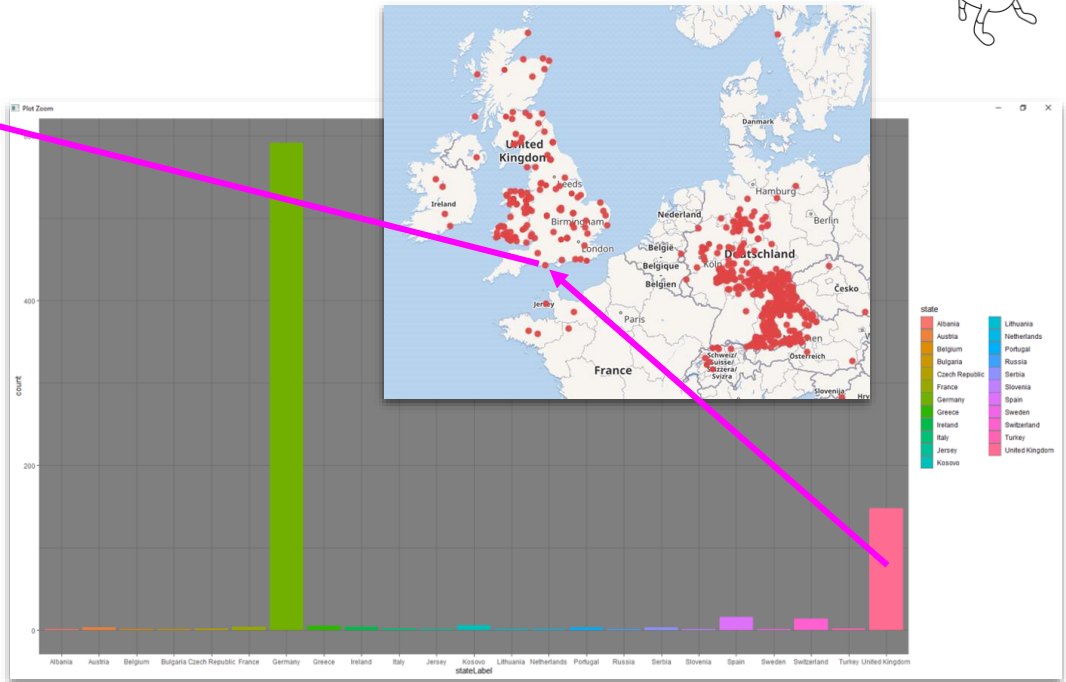 Plot Zoom
Danmark
United
Kingdom
Leeds
Hamburg
Ireland
Nederland
Berlin
Birmingham
België
Deutschland
London
Köln
Belgique
Belgien
Česko
Jersey
Paris
Schweiz/
Suisse/
Svizzera/
Svizra
Österreich
France
Slovenija
Hrv
count
400
200
0
state
Albania
Austria
Belgium
Bulgaria
Czech Republic
France
Germany
Greece
Ireland
Italy
Jersey
Kosovo
Lithuania
Netherlands
Portugal
Russia
Serbia
Slovenia
Spain
Sweden
Switzerland
Turkey
United Kingdom
Albania Austria Belgium Bulgaria Czech Republic France Germany Greece Ireland Italy Jersey Kosovo Lithuania Netherlands Portugal Russia Serbia Slovenia Spain Sweden Switzerland Turkey United Kingdom
stateLabel